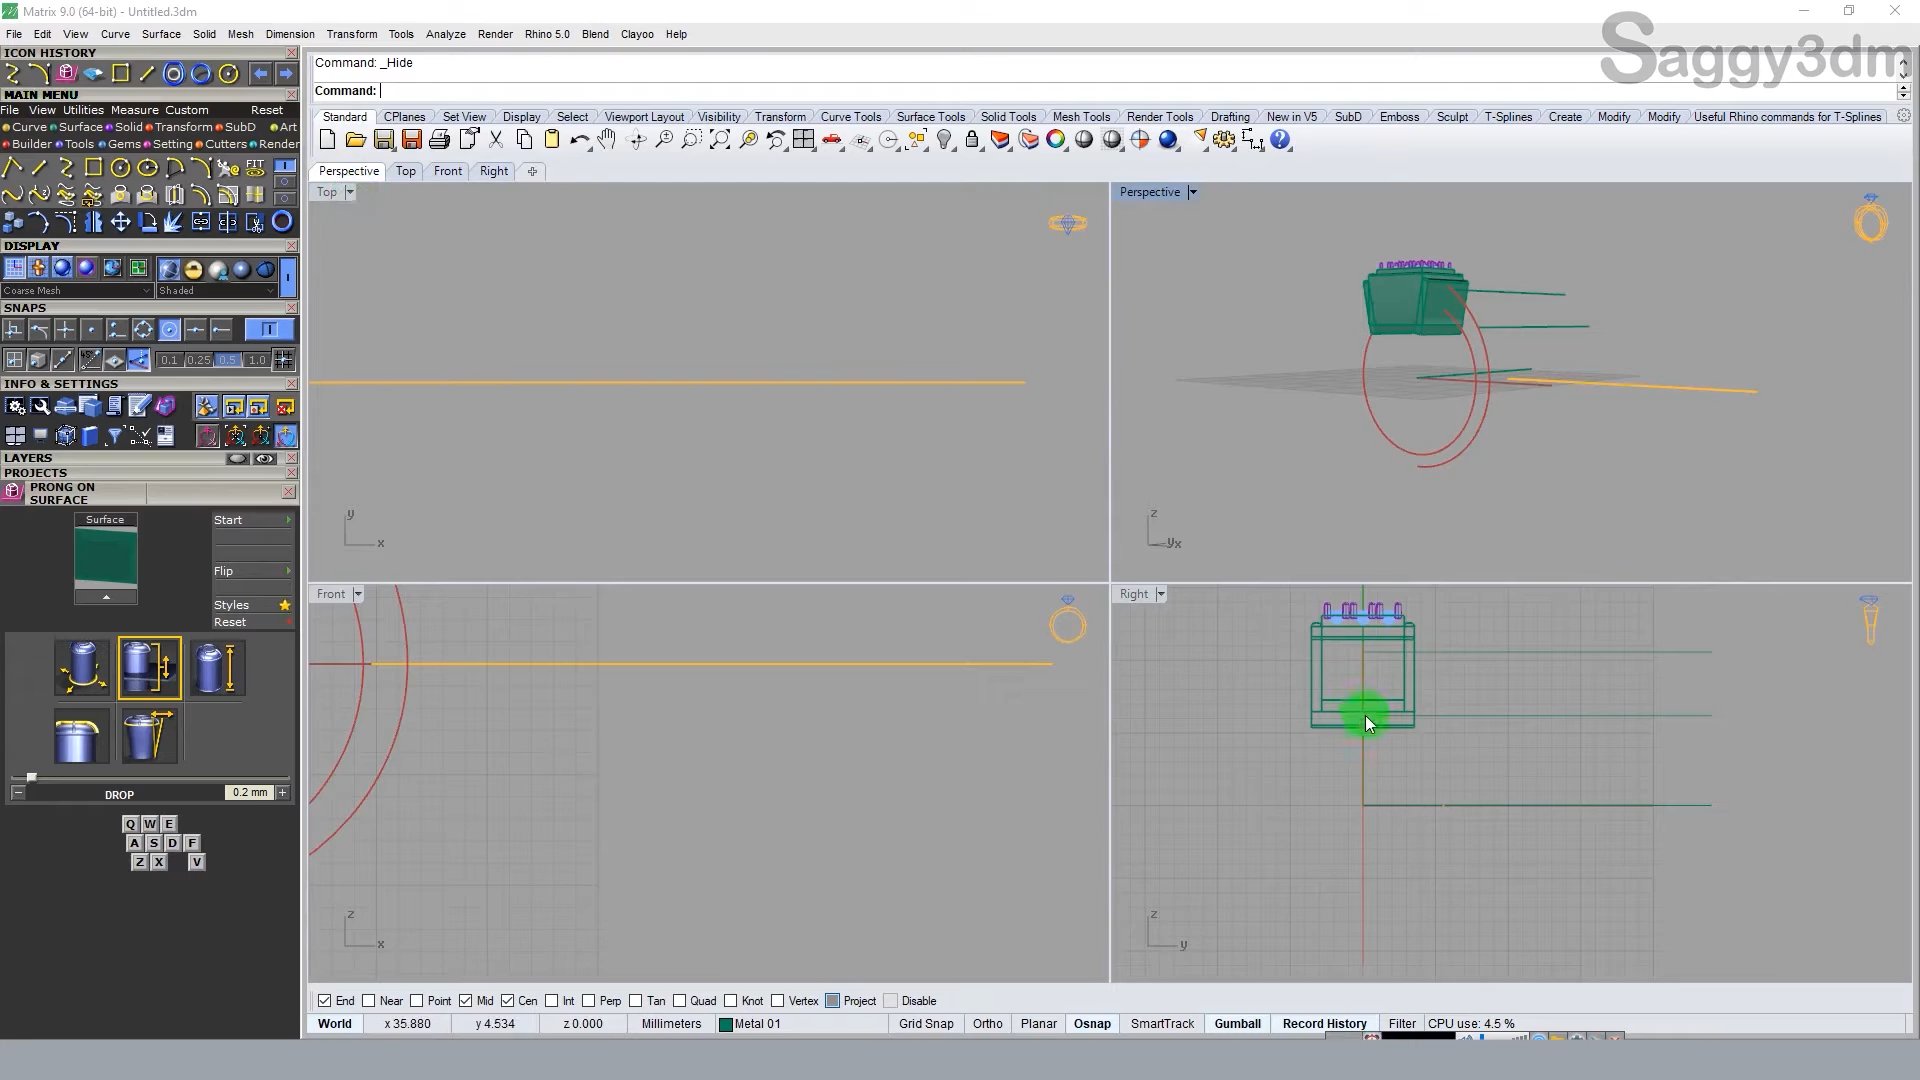 Matrix 9.0 (64-bit) - Untitled.3dm
Saggy3dm
File Edit View Curve Surface Solid Mesh Dimension Transform Tools Analyze Render Rhino 5.0 Blend Clayoo Help
ICON HISTORY
Command: _Hide
Command:
MAIN MENU
File View Utilities Measure Custom Reset
Standard CPlanes Set View Display Select Viewport Layout Visibility Transform Curve Tools Surface Tools Solid Tools Mesh Tools Render Tools Drafting New in V5 SubD Emboss Sculpt T-Splines Create Modify Modify Useful Rhino commands for T-Splines
Curve Surface Solid Transform SubD Art
Builder Tools Gems Setting Cutters Render
FIT
Perspective Top Front Right
Top
Perspective
DISPLAY
Coarse Mesh Shaded
SNAPS
0.1 0.25 0.5 1.0
INFO & SETTINGS
LAYERS
PROJECTS
PRONG ON SURFACE
Surface
Start
Flip
Styles
Reset
y
x
z
yx
Front
Right
DROP
0.2 mm
Q W E
A S D F
Z X V
z
x
z
y
End Near Point Mid Cen Int Perp Tan Quad Knot Vertex Project Disable
World x 35.880 y 4.534 z 0.000 Millimeters Metal 01 Grid Snap Ortho Planar Osnap SmartTrack Gumball Record History Filter CPU use: 4.5 %